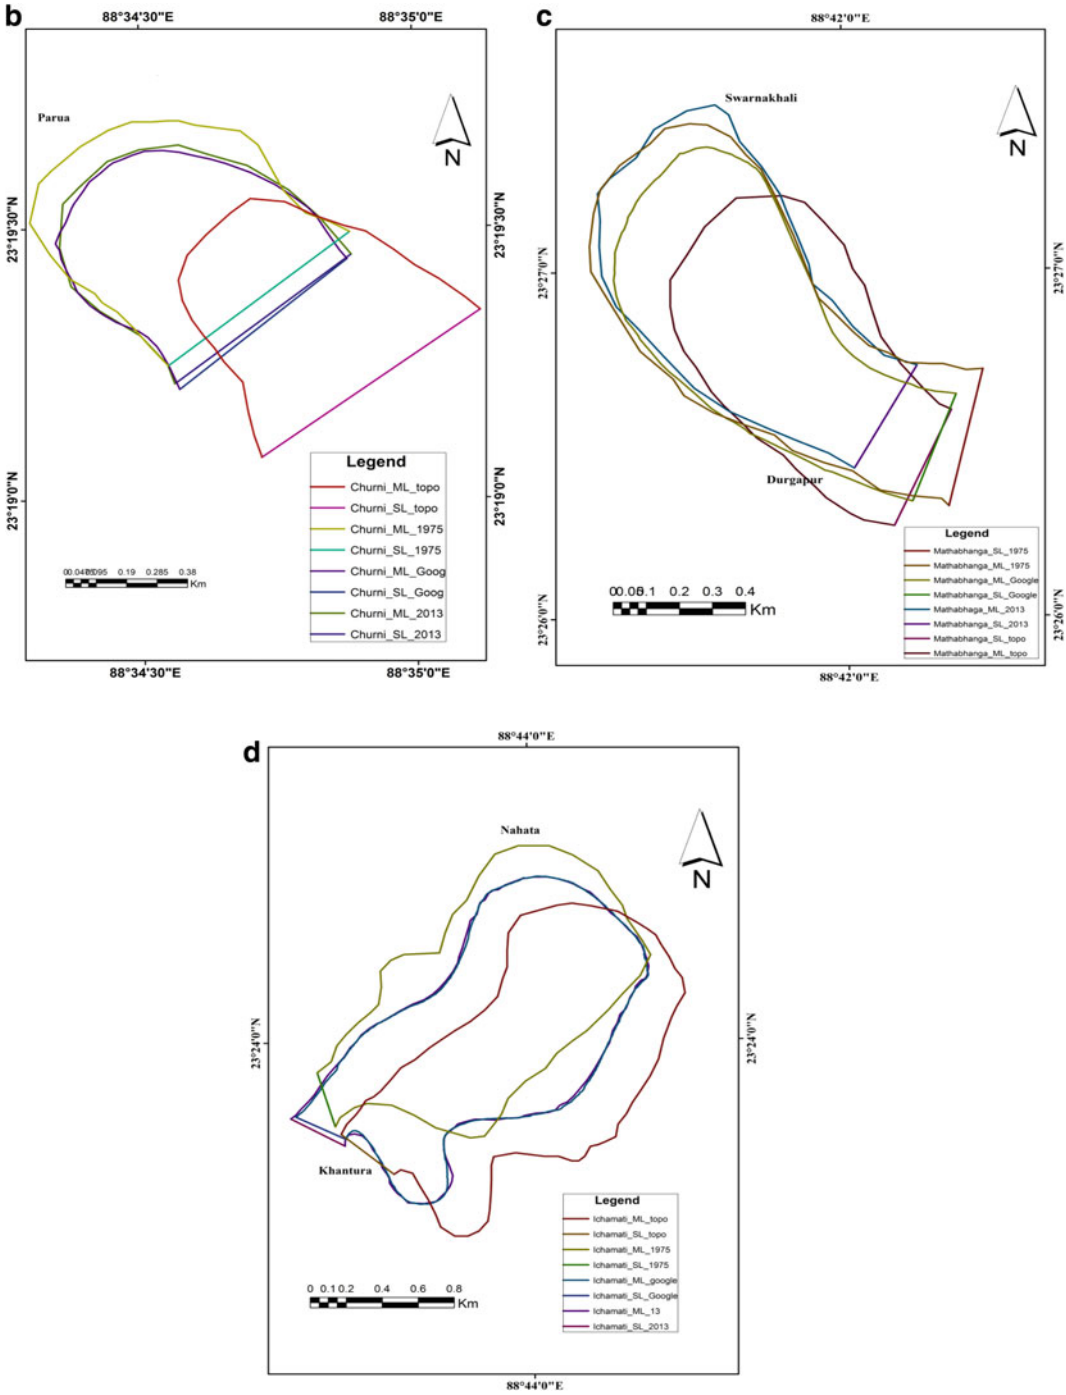 b
88°34'30"E 88°35'0"E
Parua
N
23°19'30"N
23°19'30"N
23°19'0"N
23°19'0"N
Legend
Churni_ML_topo
Churni_SL_topo
Churni_ML_1975
Churni_SL_1975
Churni_ML_Goog
Churni_SL_Goog
Churni_ML_2013
Churni_SL_2013
0.19 0.285 0.38
Km
88°34'30"E 88°35'0"E
c
88°42'0"E
Swarnakhali
N
23°27'0"N
23°27'0"N
Durgapur
23°26'0"N
23°26'0"N
Legend
Mathabhanga_SL_1975
Mathabhanga_ML_1975
Mathabhanga_ML_Google
Mathabhanga_SL_Google
Mathabhaga_ML_2013
Mathabhanga_SL_2013
Mathabhanga_SL_topo
Mathabhanga_ML_topo
0 0.05 0.1 0.2 0.3 0.4
Km
88°42'0"E
d
88°44'0"E
Nahata
N
23°24'0"N
23°24'0"N
Khantura
Legend
Ichamati_ML_topo
Ichamati_SL_topo
Ichamati_ML_1975
Ichamati_SL_1975
Ichamati_ML_google
Ichamati_SL_Google
Ichamati_ML_13
Ichamati_SL_2013
0 0.1 0.2 0.4 0.6 0.8
Km
88°44'0"E